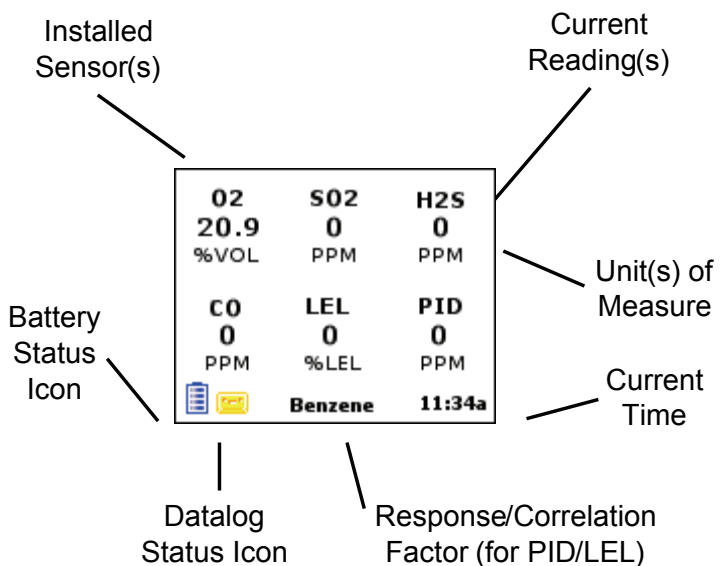 Installed
Sensor(s)
Current
Reading(s)
O2 SO2 H2S
20.9 0 0
%VOL PPM PPM
Unit(s) of
Measure
CO LEL PID
0 0 0
PPM %LEL PPM
Battery
Status
Icon
Benzene 11:34a
Current
Time
Datalog
Status Icon
Response/Correlation
Factor (for PID/LEL)